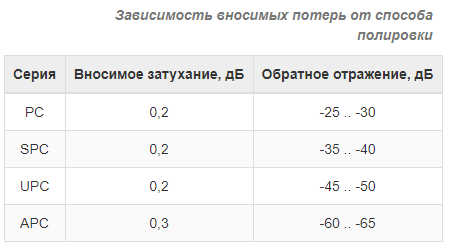 Зависимость вносимых потерь от способа
полировки
Серия Вносимое затухание, дБ Обратное отражение, дБ
PC 0,2 -25 .. -30
SPC 0,2 -35 .. -40
UPC 0,2 -45 .. -50
APC 0,3 -60 .. -65